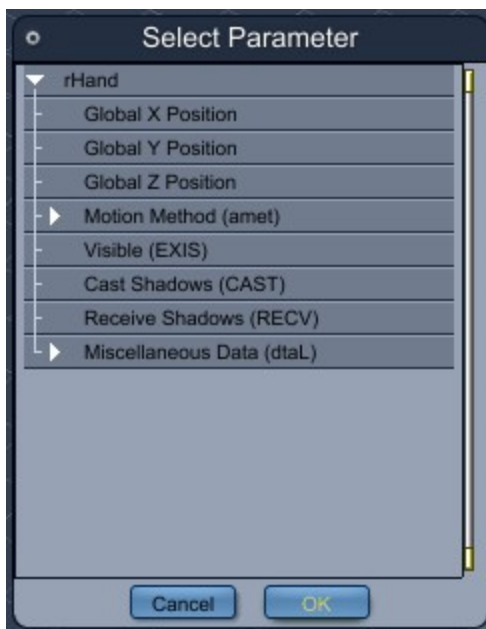 Select Parameter
rHand
Global X Position
Global Y Position
Global Z Position
Motion Method (amet)
Visible (EXIS)
Cast Shadows (CAST)
Receive Shadows (RECV)
Miscellaneous Data (dtaL)
Cancel OK